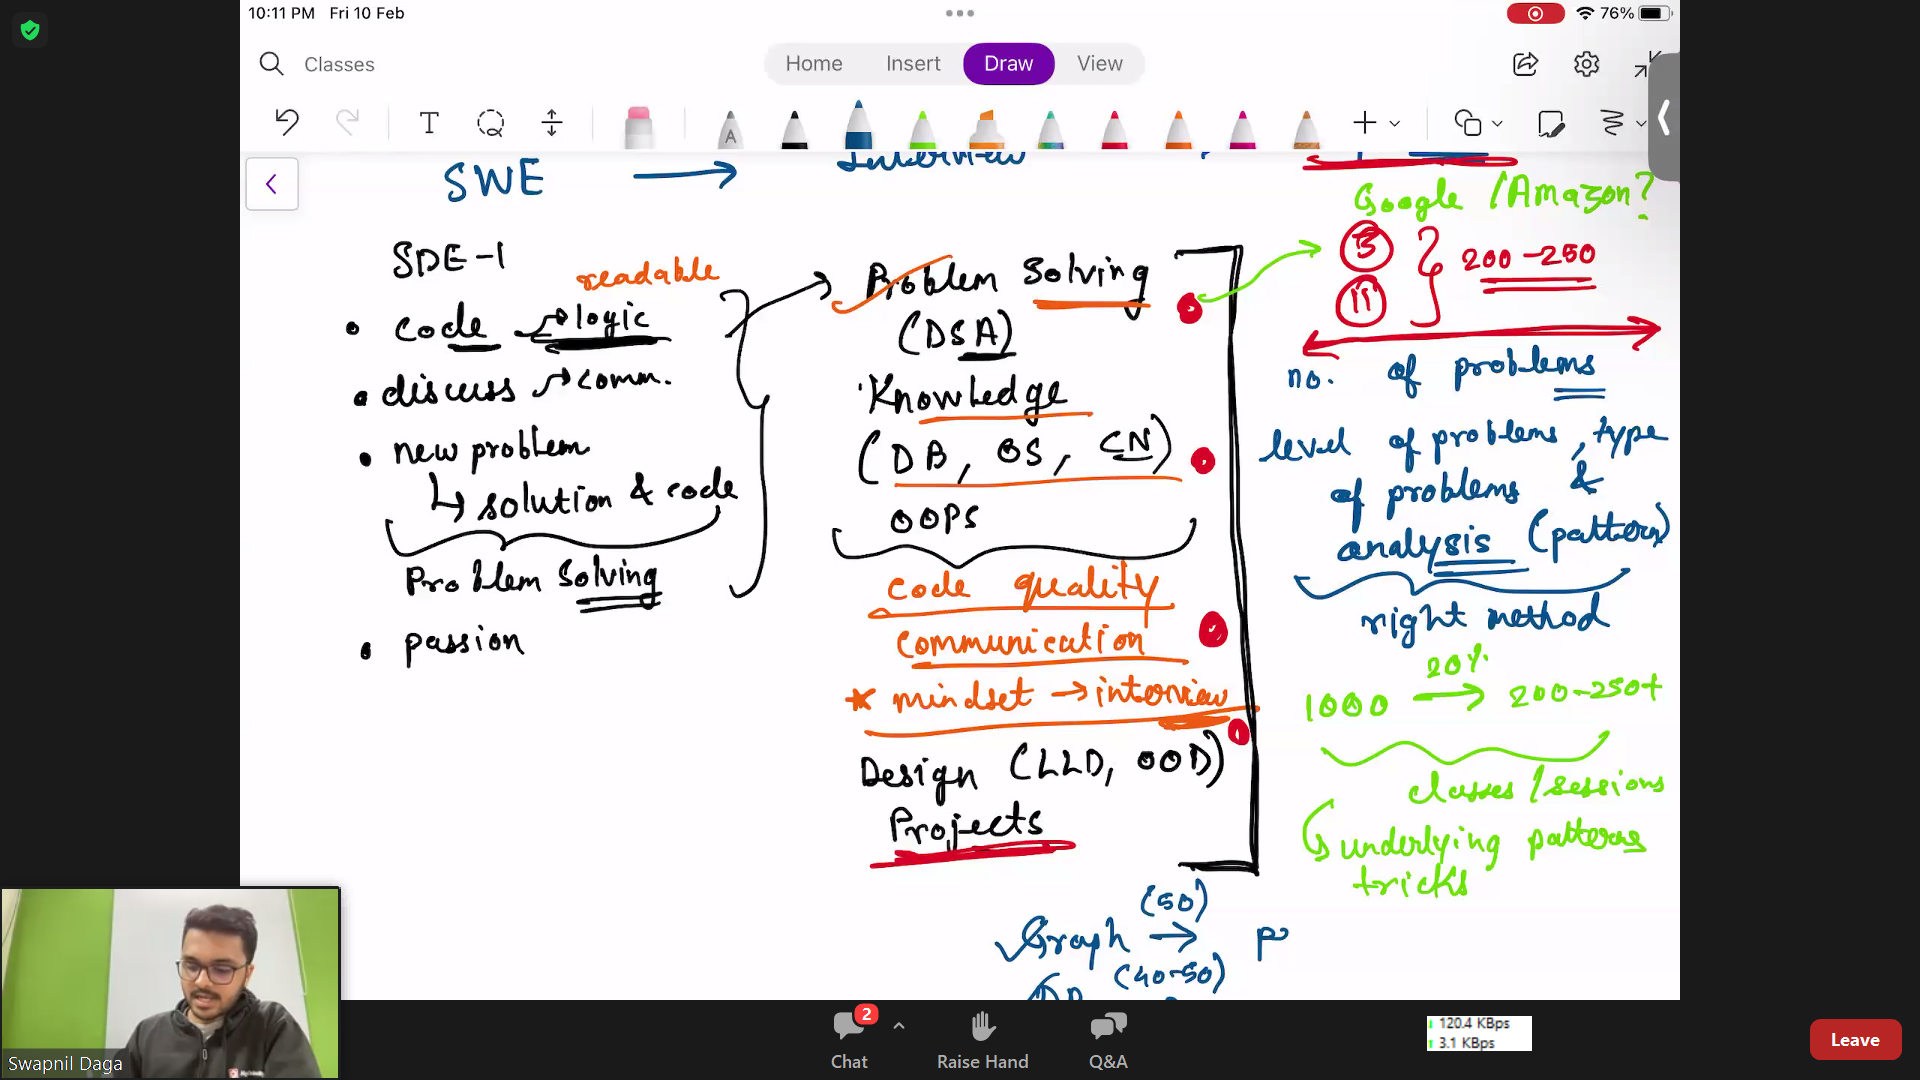 10:11 PM Fri 10 Feb
76%
Classes
Home Insert Draw View
SWE → Interview
Google / Amazon?
SDE-1
readable
• code → logic
• discuss → comm.
• new problem
↳ solution & code
Problem Solving
• passion
Problem Solving
(DSA)
Knowledge
(DB, OS, CN)
OOPS
code quality
communication
* mindset → interview
Design (LLD, OOD)
Projects
200-250
11
no. of problems
level of problems, type
of problems &
analysis (pattern)
right method
20%
1000 → 200-250+
classes / sessions
underlying patterns
tricks
(50)
Graph → P
(40-50)
Swapnil Daga
2
Chat Raise Hand Q&A
120.4 KBps
3.1 KBps
Leave